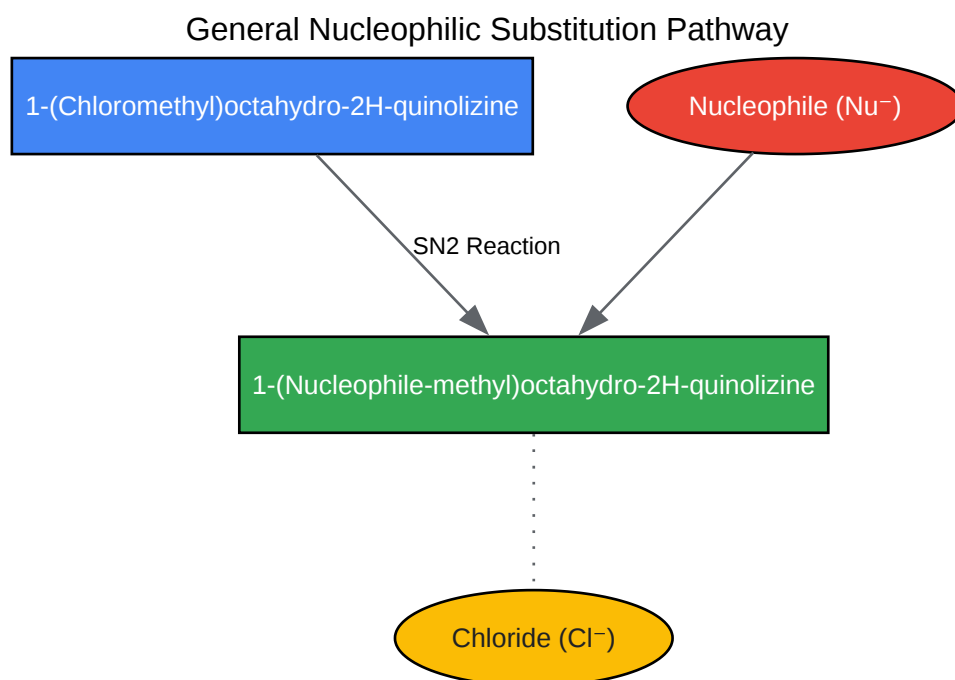 General Nucleophilic Substitution Pathway
1-(Chloromethyl)octahydro-2H-quinolizine
Nucleophile (Nu⁻)
SN2 Reaction
1-(Nucleophile-methyl)octahydro-2H-quinolizine
Chloride (Cl⁻)